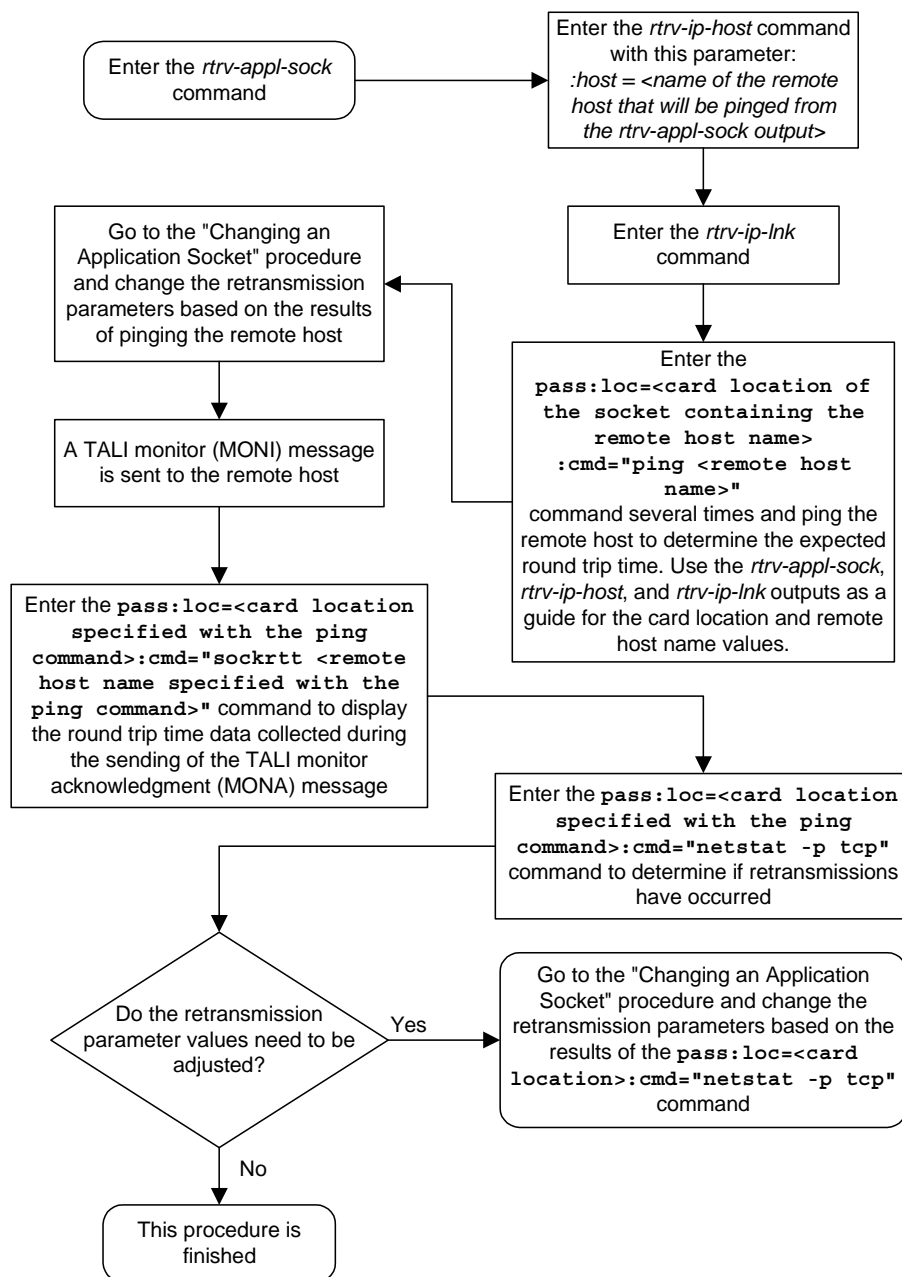 Enter the rtrv-appl-sock
command
Enter the rtrv-ip-host command
with this parameter:
:host = <name of the remote
host that will be pinged from
the rtrv-appl-sock output>
Enter the rtrv-ip-lnk
command
Enter the
pass:loc=<card location of
the socket containing the
remote host name>
:cmd="ping <remote host
name>"
command several times and ping the
remote host to determine the expected
round trip time. Use the rtrv-appl-sock,
rtrv-ip-host, and rtrv-ip-lnk outputs as a
guide for the card location and remote
host name values.
Go to the "Changing an
Application Socket" procedure
and change the retransmission
parameters based on the results
of pinging the remote host
A TALI monitor (MONI) message
is sent to the remote host
Enter the pass:loc=<card location
specified with the ping
command>:cmd="sockrtt <remote
host name specified with the
ping command>" command to display
the round trip time data collected during
the sending of the TALI monitor
acknowledgment (MONA) message
Enter the pass:loc=<card location
specified with the ping
command>:cmd="netstat -p tcp"
command to determine if retransmissions
have occurred
Do the retransmission
parameter values need to be
adjusted?
Yes
Go to the "Changing an Application
Socket" procedure and change the
retransmission parameters based on the
results of the pass:loc=<card
location>:cmd="netstat -p tcp"
command
No
This procedure is
finished